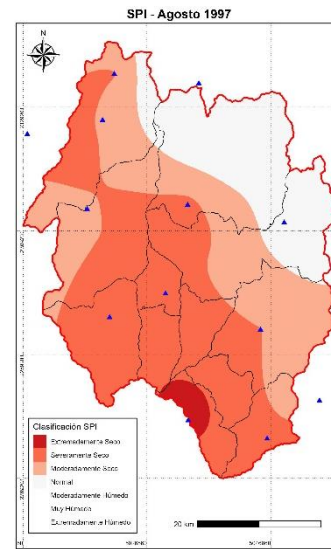 SPI - Agosto 1997
N
Clasificación SPI
Extremadamente Seco
Severamente Seco
Moderadamente Seco
Normal
Moderadamente Húmedo
Muy Húmedo
Extremadamente Húmedo
20 km